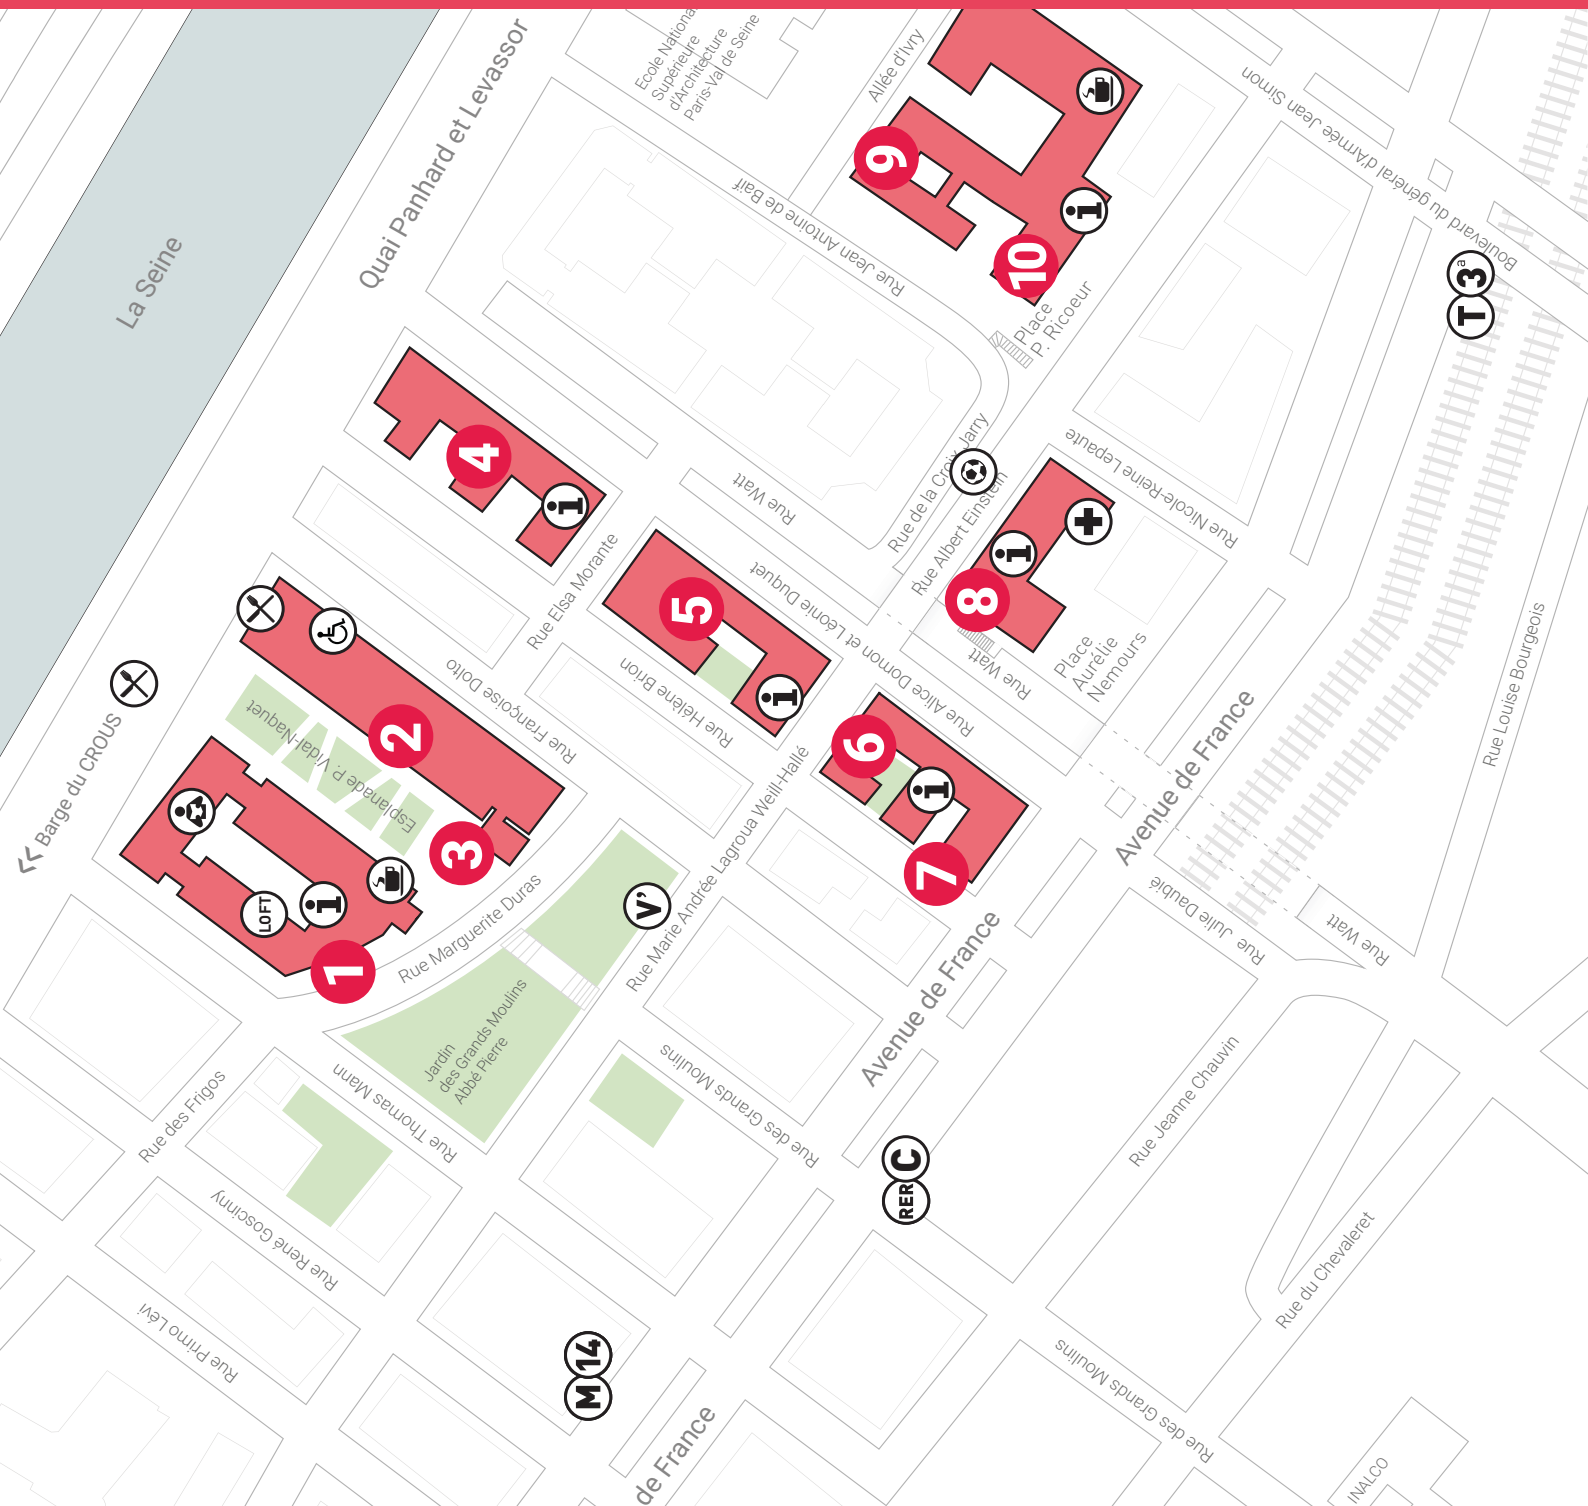 Ecole Nationa
Supérieure
d'Architecture
Paris-Val de Seine
Allée d'Ivry
Boulevard du général d'Armée Jean Simon
Quai Panhard et Levassor
La Seine
Rue Jean Antoine de Baïf
9
i
10
Place
P. Ricoeur
T
3a
4
i
Rue Watt
Rue de la Croix Jarry
Rue Albert Einstein
Rue Nicole-Reine-Lepaute
i
8
Place
Aurélie
Nemours
Rue Watt
Rue Elsa Morante
5
i
Rue Alice Domon et Léonie Duquet
Rue Hélène Brion
Rue Françoise Dolto
2
Esplanade P. Vidal-Naquet
<< Barge du CROUS
3
LOFT
i
1
Rue Marguerite Duras
V'
Rue Marie Andrée Lagroua Weill-Hallé
6
i
7
Avenue de France
Rue Louise Bourgeois
Rue Julie Daubié
Rue Watt
Avenue de France
Jardin
des Grands Moulins
Abbé Pierre
Rue des Frigos
Rue Thomas Mann
Rue des Grands Moulins
Rue Jeanne Chauvin
RER
C
Rue René Goscinny
Rue Primo Lévi
M
14
Rue du Chevaleret
Rue des Grands Moulins
de France
INALCO